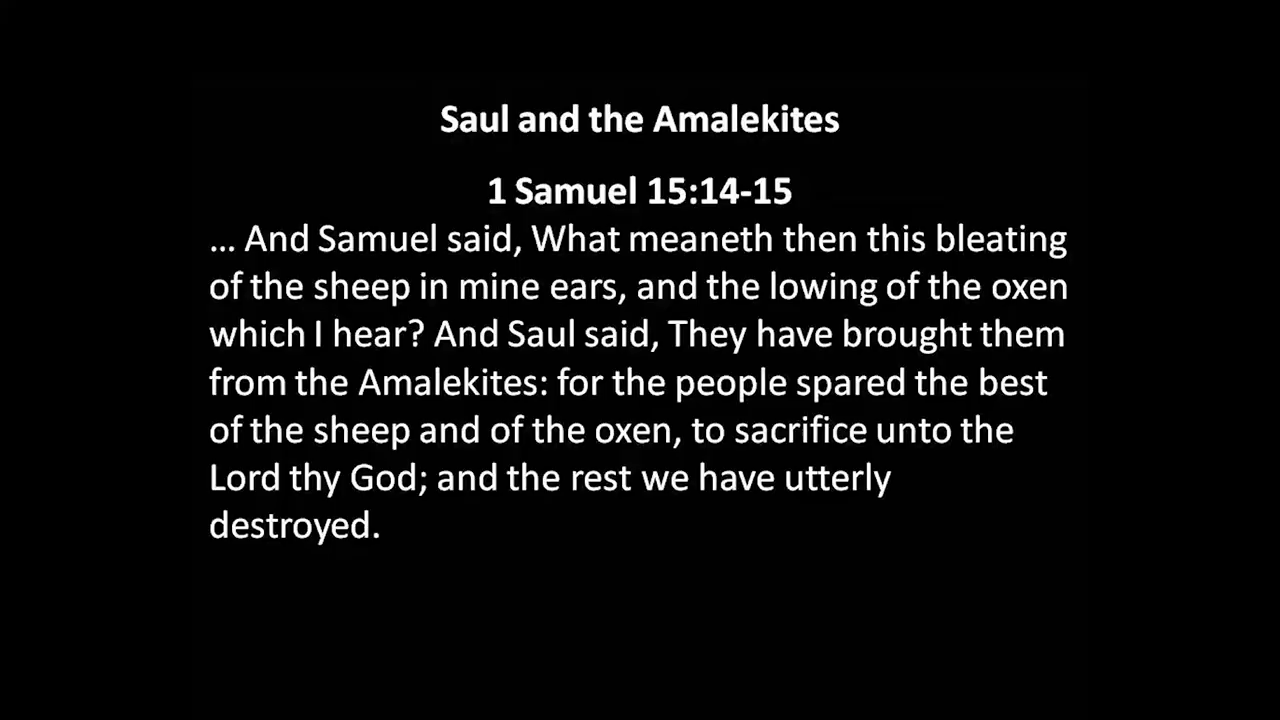 Saul and the Amalekites
1 Samuel 15:14-15
... And Samuel said, What meaneth then this bleating
of the sheep in mine ears, and the lowing of the oxen
which I hear? And Saul said, They have brought them
from the Amalekites: for the people spared the best
of the sheep and of the oxen, to sacrifice unto the
Lord thy God; and the rest we have utterly
destroyed.